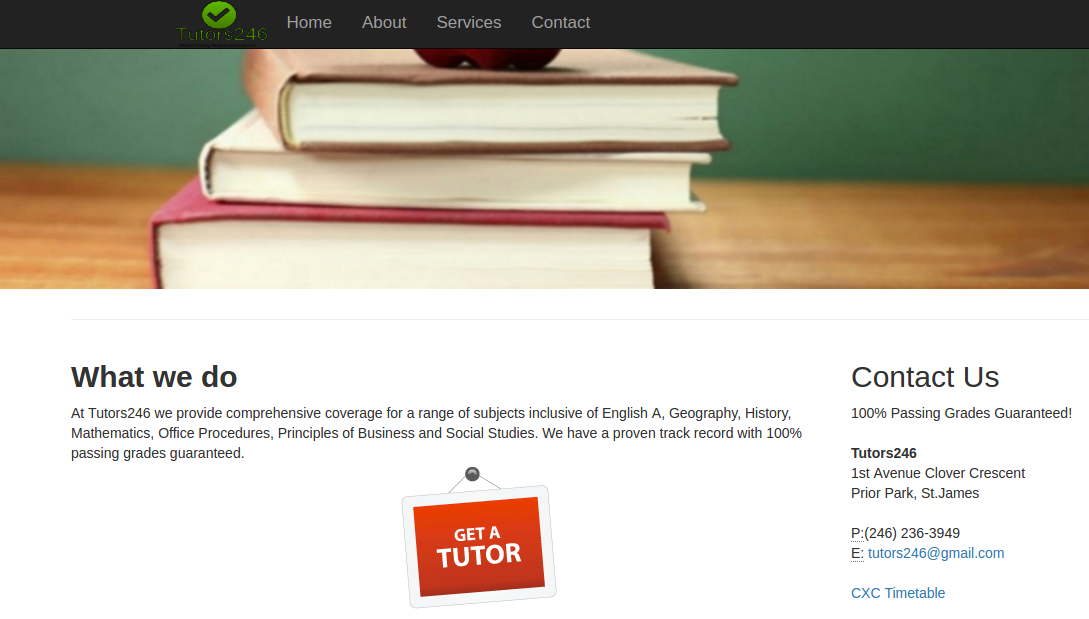 Tutors246
Home About Services Contact
What we do
At Tutors246 we provide comprehensive coverage for a range of subjects inclusive of English A, Geography, History,
Mathematics, Office Procedures, Principles of Business and Social Studies. We have a proven track record with 100%
passing grades guaranteed.
GET A
TUTOR
Contact Us
100% Passing Grades Guaranteed!
Tutors246
1st Avenue Clover Crescent
Prior Park, St.James
P:(246) 236-3949
E: tutors246@gmail.com
CXC Timetable